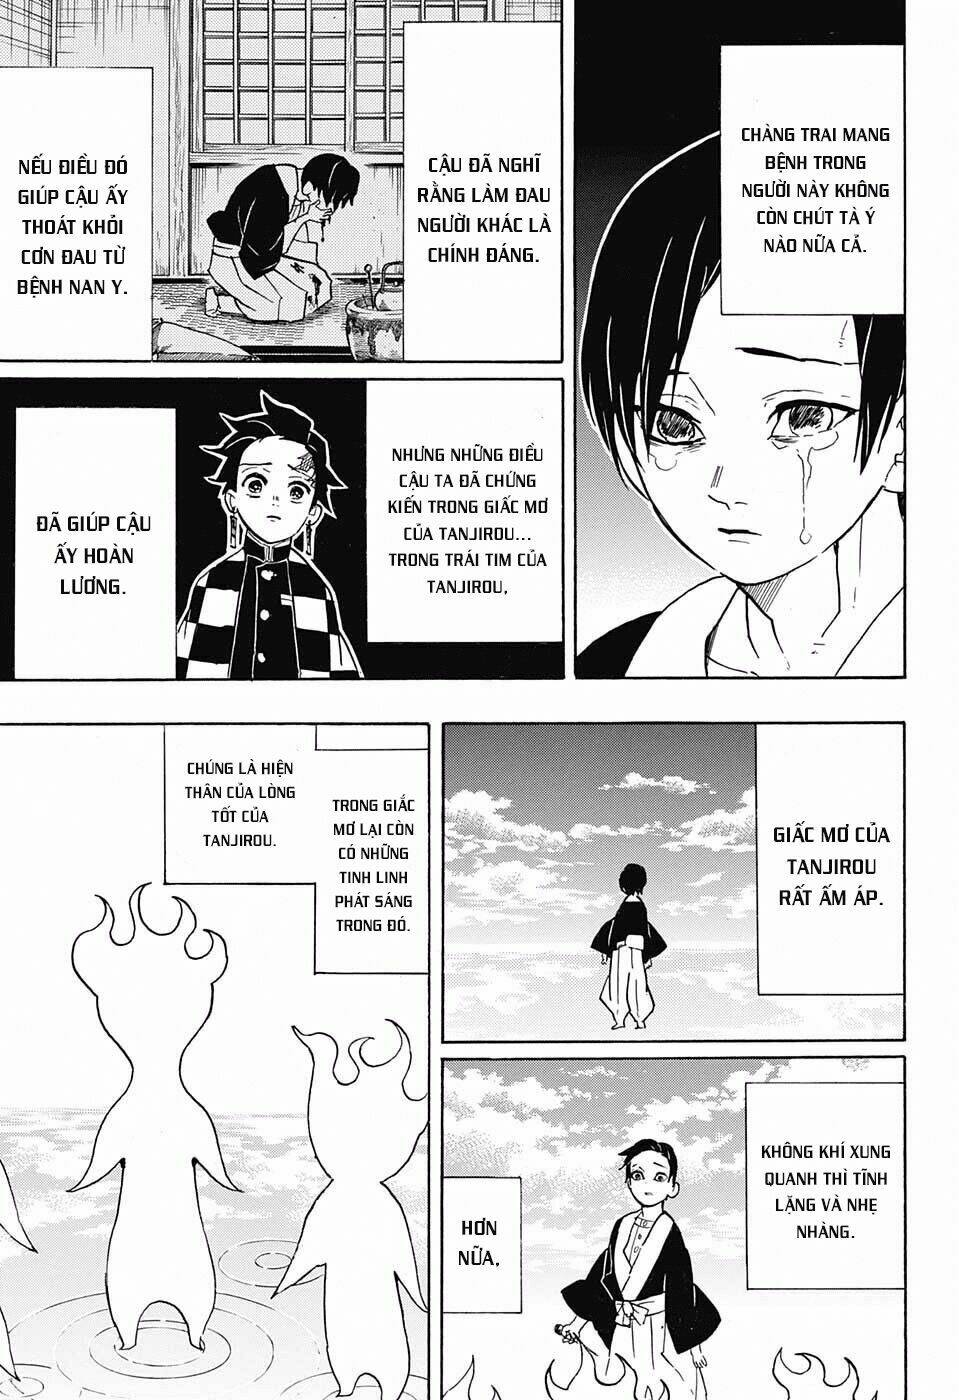 CHÀNG TRAI MANG
BỆNH TRONG
NGƯỜI NÀY KHÔNG
CÒN CHÚT TÀ Ý
NÀO NỮA CẢ.
CẬU ĐÃ NGHĨ
RẰNG LÀM ĐAU
NGƯỜI KHÁC LÀ
CHÍNH ĐÁNG.
NẾU ĐIỀU ĐÓ
GIÚP CẬU ẤY
THOÁT KHỎI
CƠN ĐAU TỪ
BỆNH NAN Y.
NHƯNG NHỮNG ĐIỀU
CẬU TA ĐÃ CHỨNG
KIẾN TRONG GIẤC MƠ
CỦA TANJIROU...
TRONG TRÁI TIM CỦA
TANJIROU,
ĐÃ GIÚP CẬU
ẤY HOÀN
LƯƠNG.
GIẤC MƠ CỦA
TANJIROU
RẤT ẤM ÁP.
KHÔNG KHÍ XUNG
QUANH THÌ TĨNH
LẶNG VÀ NHẸ
NHÀNG.
HƠN
NỮA,
TRONG GIẤC
MƠ LẠI CÒN
CÓ NHỮNG
TINH LINH
PHÁT SÁNG
TRONG ĐÓ.
CHÚNG LÀ HIỆN
THÂN CỦA LÒNG
TỐT CỦA
TANJIROU.